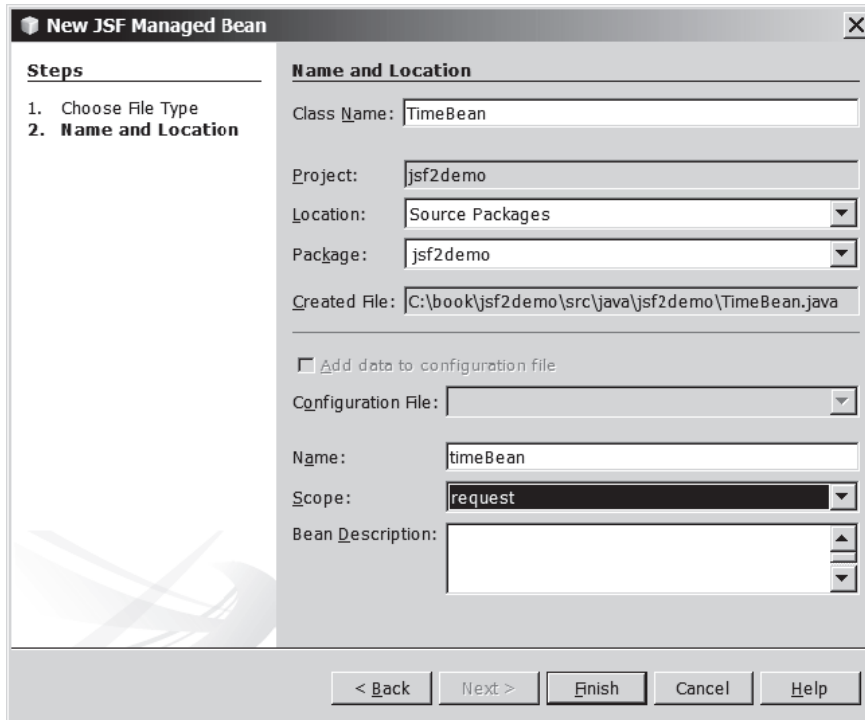 New JSF Managed Bean
Steps
1. Choose File Type
2. Name and Location
Name and Location
Class Name: TimeBean
Project: jsf2demo
Location: Source Packages
Package: jsf2demo
Created File: C:\book\jsf2demo\src\java\jsf2demo\TimeBean.java
Add data to configuration file
Configuration File:
Name: timeBean
Scope: request
Bean Description:
< Back Next > Finish Cancel Help